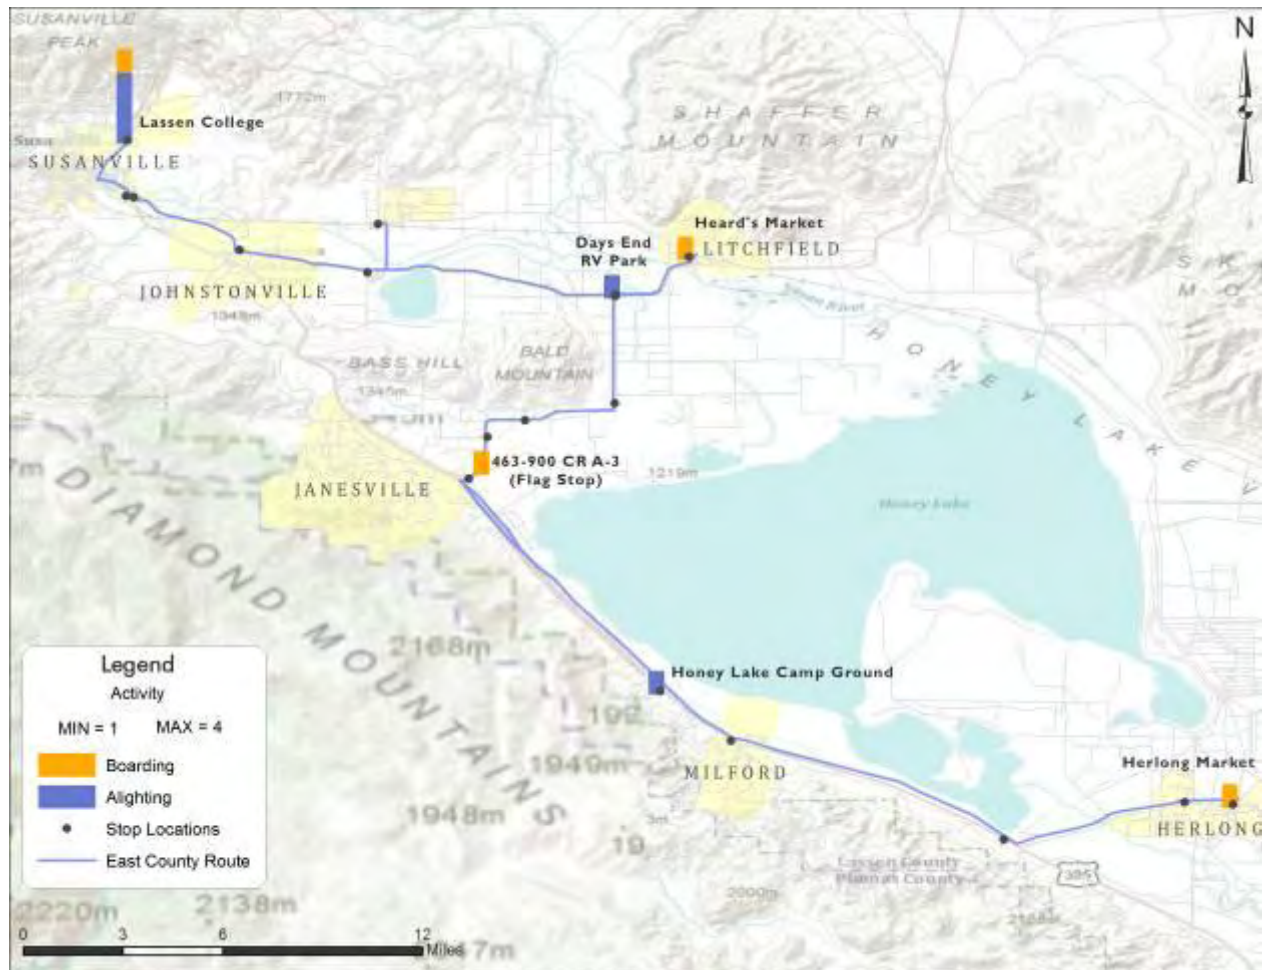 SUSANVILLE
PEAK
N
1772m
SHAFFER
MOUNTAIN
Lassen College
Susa
SUSANVILLE
Heard's Market
LITCHFIELD
Days End
RV Park
JOHNSTONVILLE
HONEY LAKE V
BASS HILL
BALD
MOUNTAIN
463-900 CR A-3
(Flag Stop)
1219m
JANESVILLE
Honey Lake
DIAMOND MOUNTAINS
2168m
Honey Lake Camp Ground
MILFORD
1949m
1948m
Herlong Market
HERLONG
Lassen County
Plumas County
395
2000m
Legend
Activity
MIN = 1 MAX = 4
Boarding
Alighting
Stop Locations
East County Route
2220m
2138m
0 3 6 12
Miles